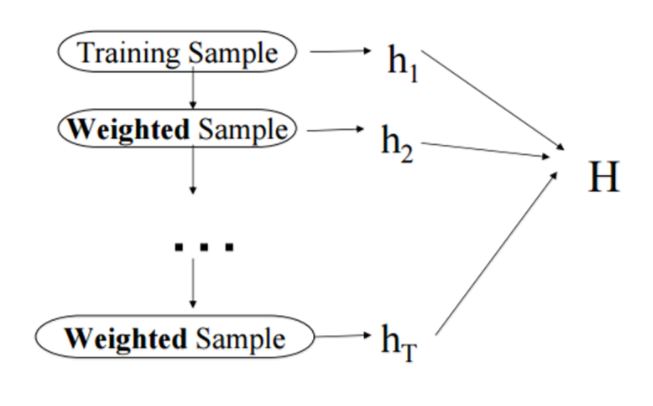 Training Sample
h1
Weighted Sample
h2
H
...
Weighted Sample
hT